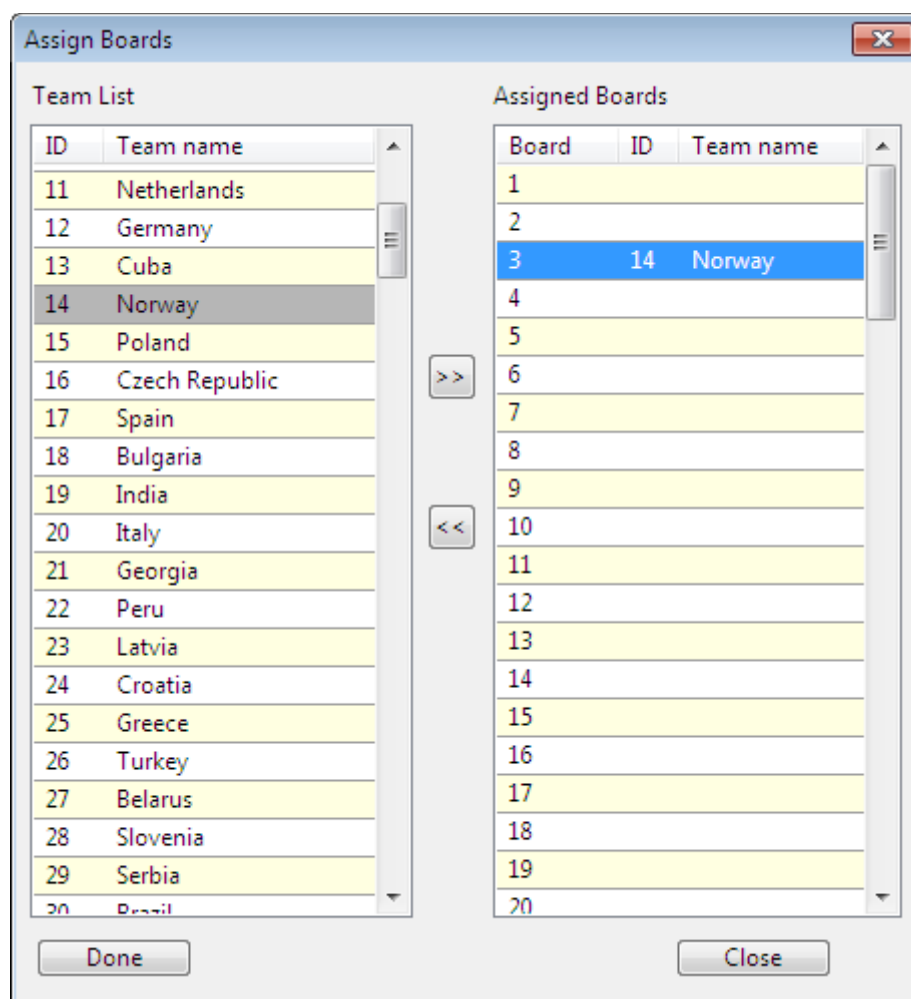 Assign Boards
Team List
ID Team name
11 Netherlands
12 Germany
13 Cuba
14 Norway
15 Poland
16 Czech Republic
17 Spain
18 Bulgaria
19 India
20 Italy
21 Georgia
22 Peru
23 Latvia
24 Croatia
25 Greece
26 Turkey
27 Belarus
28 Slovenia
29 Serbia
30 Brazil
>>
<<
Assigned Boards
Board ID Team name
1
2
3 14 Norway
4
5
6
7
8
9
10
11
12
13
14
15
16
17
18
19
20
Done
Close